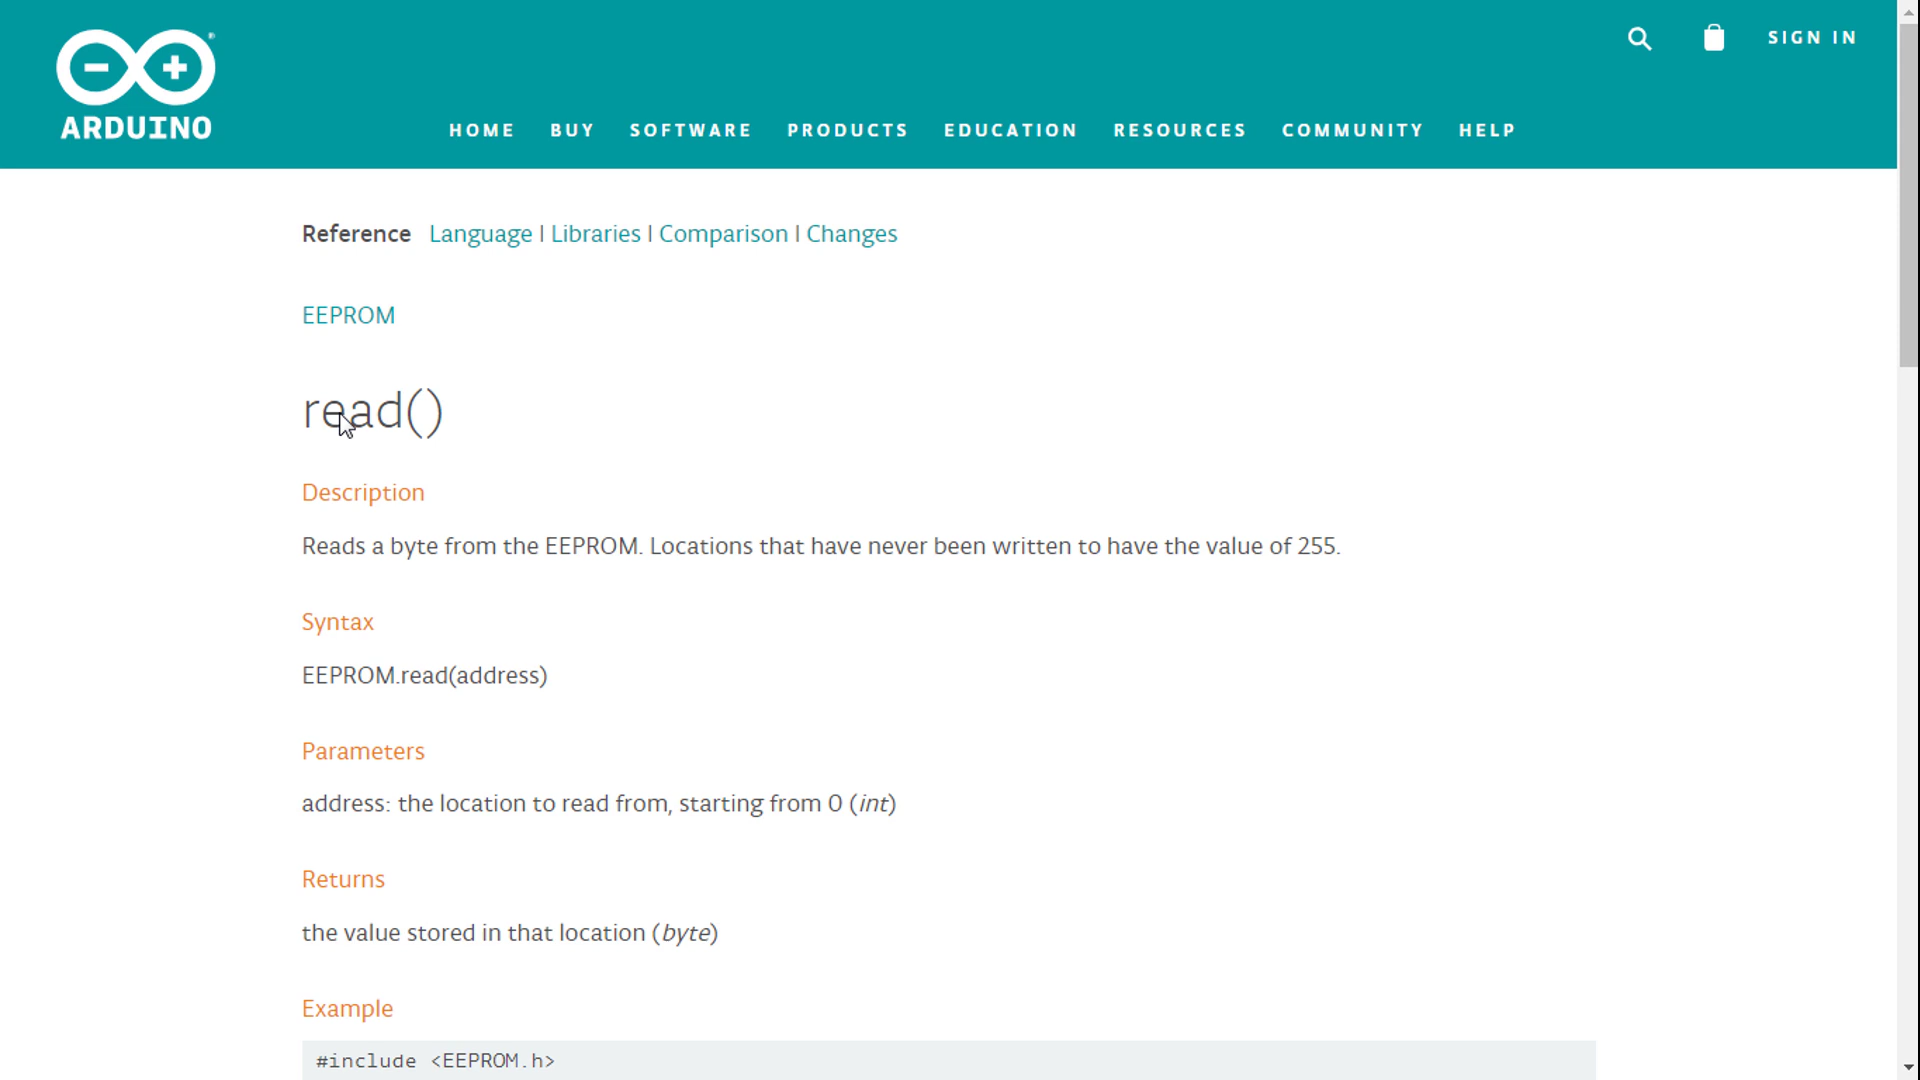 ARDUINO
SIGN IN
HOME BUY SOFTWARE PRODUCTS EDUCATION RESOURCES COMMUNITY HELP
Reference Language | Libraries | Comparison | Changes
EEPROM
read()
Description
Reads a byte from the EEPROM. Locations that have never been written to have the value of 255.
Syntax
EEPROM.read(address)
Parameters
address: the location to read from, starting from 0 (int)
Returns
the value stored in that location (byte)
Example
#include <EEPROM.h>